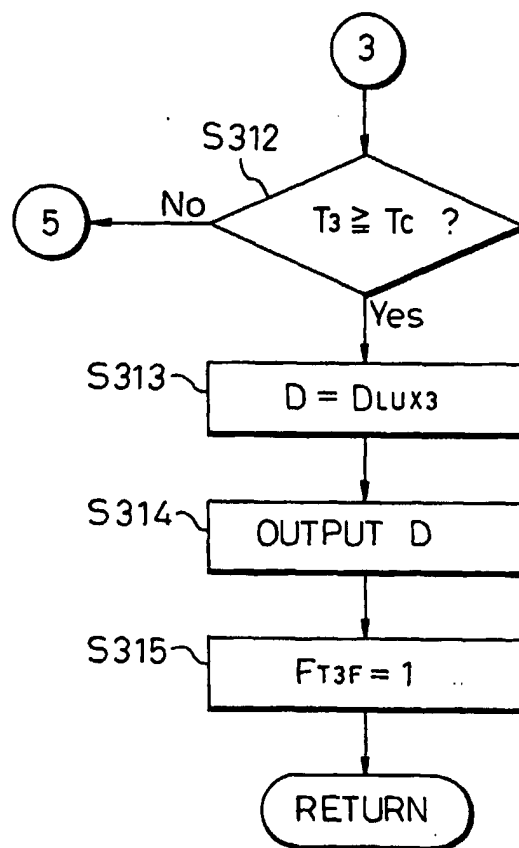 3
S312
5
No
T3 ≧ Tc ?
Yes
S313
D = DLUX3
S314
OUTPUT D
S315
FT3F = 1
RETURN